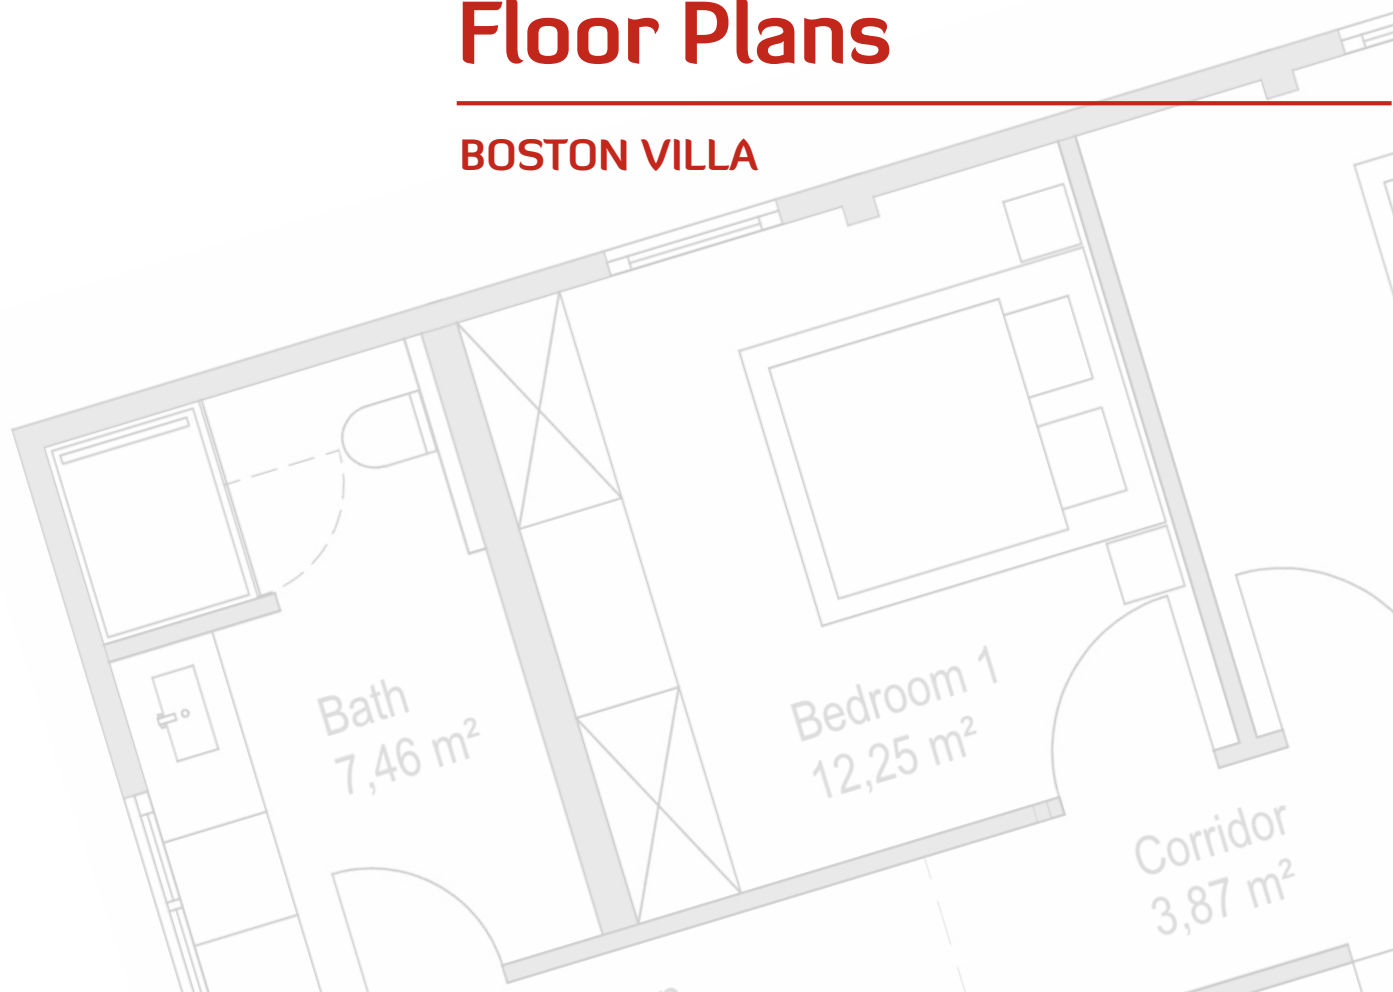 Floor Plans
BOSTON VILLA
Bath
7,46 m²
Bedroom 1
12,25 m²
Corridor
3,87 m²